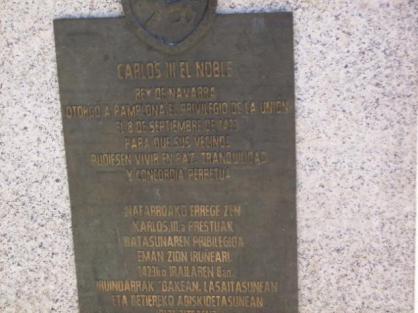 CARLOS III EL NOBLE
REY DE NAVARRA
OTORGO A PAMPLONA EL PRIVILEGIO DE LA UNION
EL 8 DE SEPTIEMBRE DE 1423
PARA QUE SUS VECINOS
PUDIESEN VIVIR EN PAZ, TRANQUILIDAD
Y CONCORDIA PERPETUA
NAFARROAKO ERREGE ZEN
KARLOS III.a PRESTUAK
BATASUNAREN PRIBILEGIOA
EMAN ZION IRUNEARI,
1423ko IRAILAREN 8an,
IRUINDARRAK BAKEAN, LASAITASUNEAN
ETA BETIEREKO ADISKIDETASUNEAN